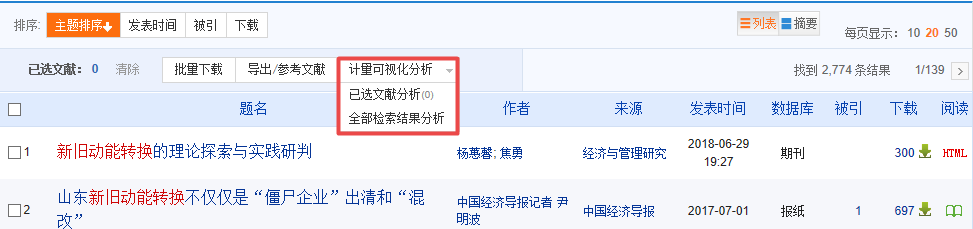 排序: 主题排序 发表时间 被引 下载 列表 摘要 每页显示: 10 20 50
已选文献: 0 清除 批量下载 导出/参考文献 计量可视化分析 找到 2,774 条结果 1/139
已选文献分析(0)
全部检索结果分析
题名 作者 来源 发表时间 数据库 被引 下载 阅读
1 新旧动能转换的理论探索与实践研判 杨蕙馨; 焦勇 经济与管理研究 2018-06-29 19:27 期刊 300 HTML
2 山东新旧动能转换不仅仅是“僵尸企业”出清和“混改” 中国经济导报记者 尹明波 中国经济导报 2017-07-01 报纸 1 697